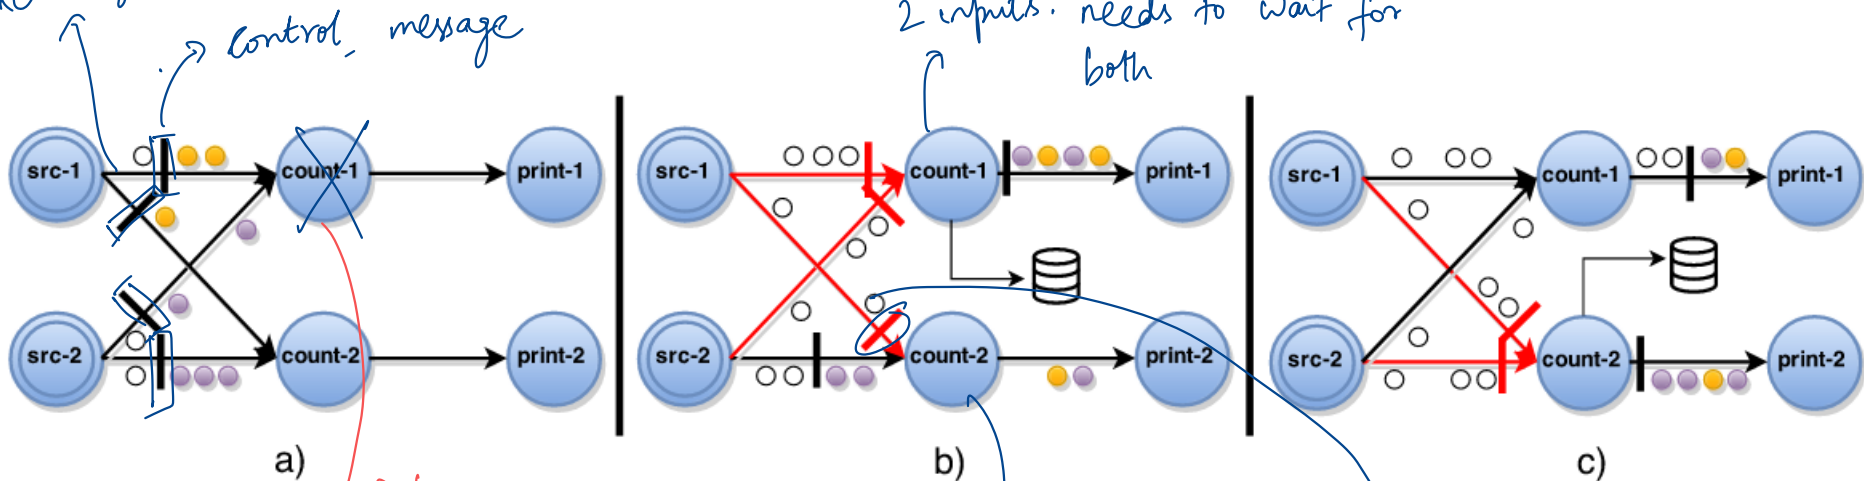 control message
2 inputs. needs to wait for
both
src-1
count-1
print-1
src-2
count-2
print-2
a)
src-1
count-1
print-1
src-2
count-2
print-2
b)
src-1
count-1
print-1
src-2
count-2
print-2
c)